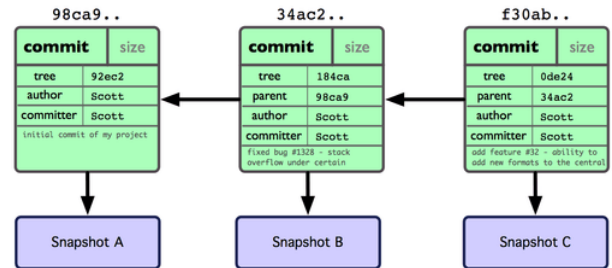 98ca9..
34ac2..
f30ab..
commit size
tree 92ec2
author Scott
committer Scott
initial commit of my project
commit size
tree 184ca
parent 98ca9
author Scott
committer Scott
fixed bug #1328 - stack
overflow under certain
commit size
tree 0de24
parent 34ac2
author Scott
committer Scott
add feature #32 - ability to
add new formats to the central
Snapshot A
Snapshot B
Snapshot C